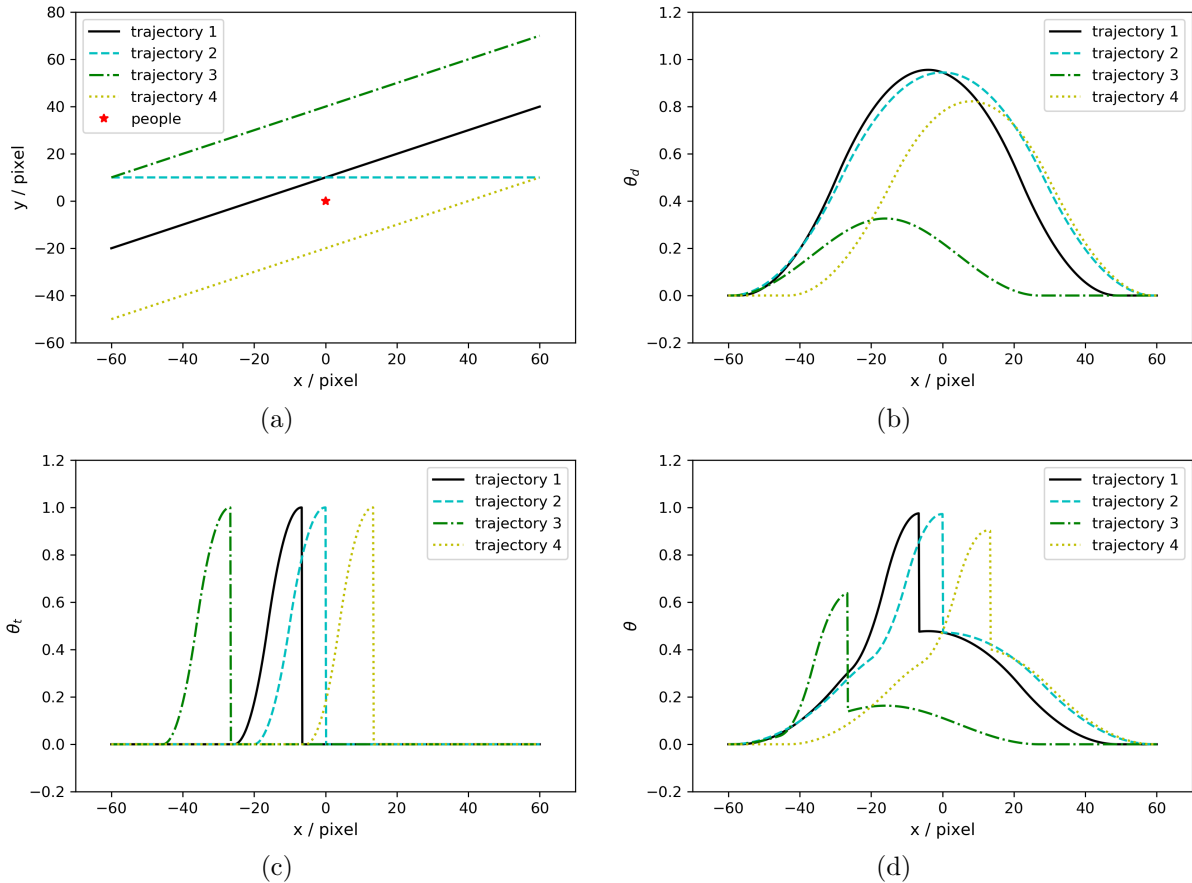 80
60
40
20
0
−20
−40
−60
y / pixel
trajectory 1
trajectory 2
trajectory 3
trajectory 4
people
−60 −40 −20 0 20 40 60
x / pixel
(a)
1.2
1.0
0.8
0.6
0.4
0.2
0.0
−0.2
θd
trajectory 1
trajectory 2
trajectory 3
trajectory 4
−60 −40 −20 0 20 40 60
x / pixel
(b)
1.2
1.0
0.8
0.6
0.4
0.2
0.0
−0.2
θt
trajectory 1
trajectory 2
trajectory 3
trajectory 4
−60 −40 −20 0 20 40 60
x / pixel
(c)
1.2
1.0
0.8
0.6
0.4
0.2
0.0
−0.2
θ
trajectory 1
trajectory 2
trajectory 3
trajectory 4
−60 −40 −20 0 20 40 60
x / pixel
(d)